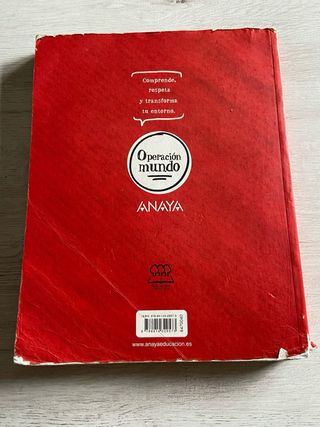 Comprende,
respeta
y transforma
tu entorno.
Operación
mundo
ANAYA
www.anayaeducacion.es